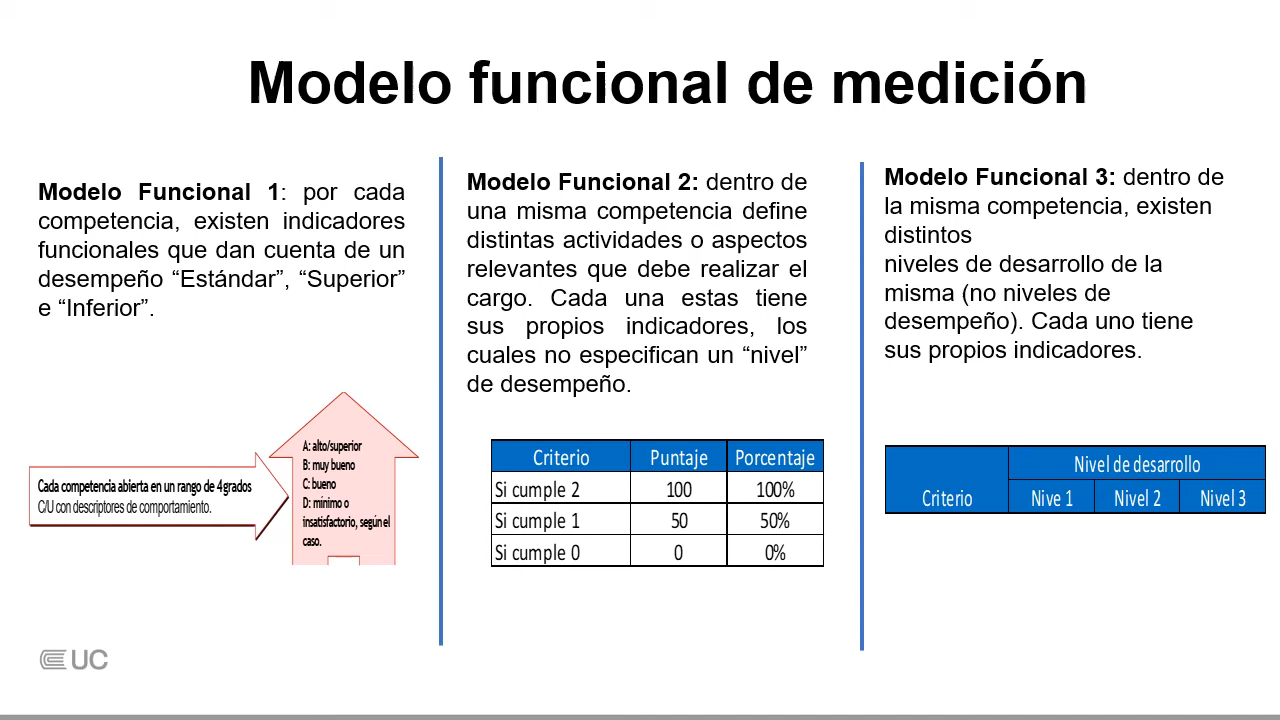 Modelo funcional de medición
Modelo Funcional 1: por cada
competencia, existen indicadores
funcionales que dan cuenta de un
desempeño “Estándar”, “Superior”
e “Inferior”.
Cada competencia abierta en un rango de 4 grados
C/U con descriptores de comportamiento.
A: alto/superior
B: muy bueno
C: bueno
D: mínimo o
insatisfactorio, según el
caso.
Modelo Funcional 2: dentro de
una misma competencia define
distintas actividades o aspectos
relevantes que debe realizar el
cargo. Cada una estas tiene
sus propios indicadores, los
cuales no especifican un “nivel”
de desempeño.
Criterio Puntaje Porcentaje
Si cumple 2 100 100%
Si cumple 1 50 50%
Si cumple 0 0 0%
Modelo Funcional 3: dentro de
la misma competencia, existen
distintos
niveles de desarrollo de la
misma (no niveles de
desempeño). Cada uno tiene
sus propios indicadores.
Nivel de desarrollo
Criterio Nive 1 Nivel 2 Nivel 3
UC